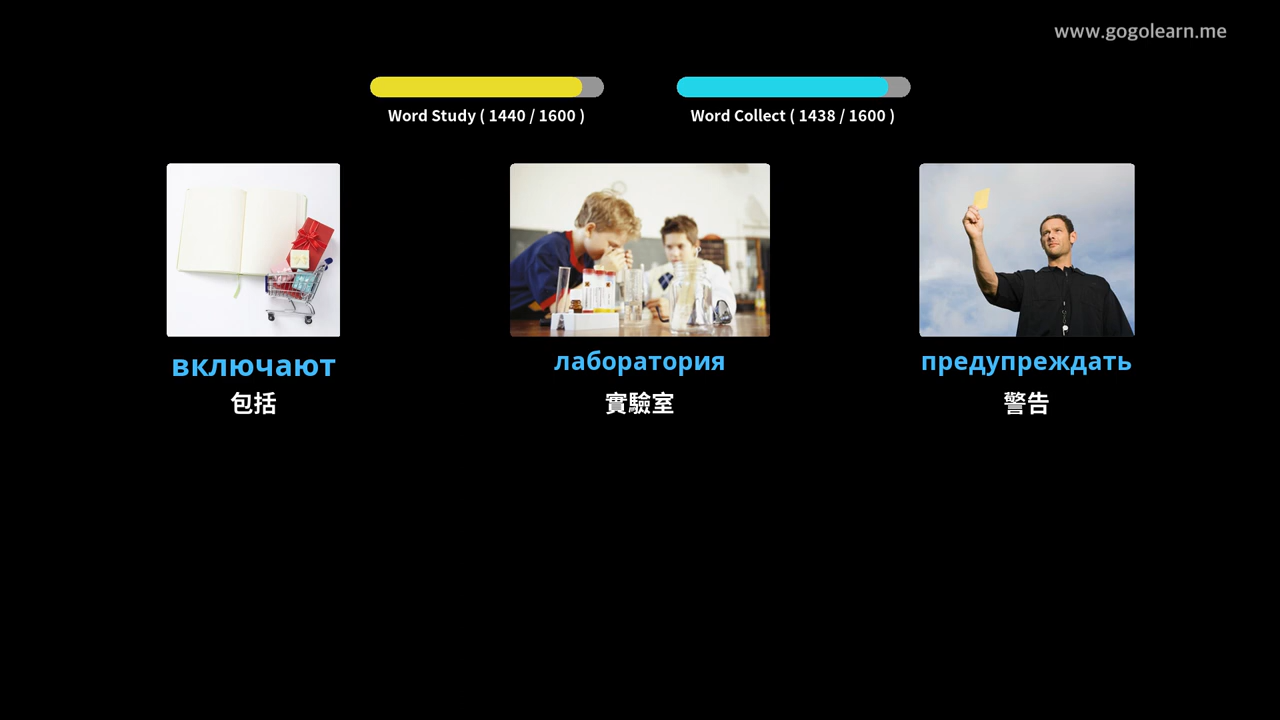 www.gogolearn.me
Word Study ( 1440 / 1600 )
Word Collect ( 1438 / 1600 )
включают
лаборатория
предупреждать
包括
實驗室
警告